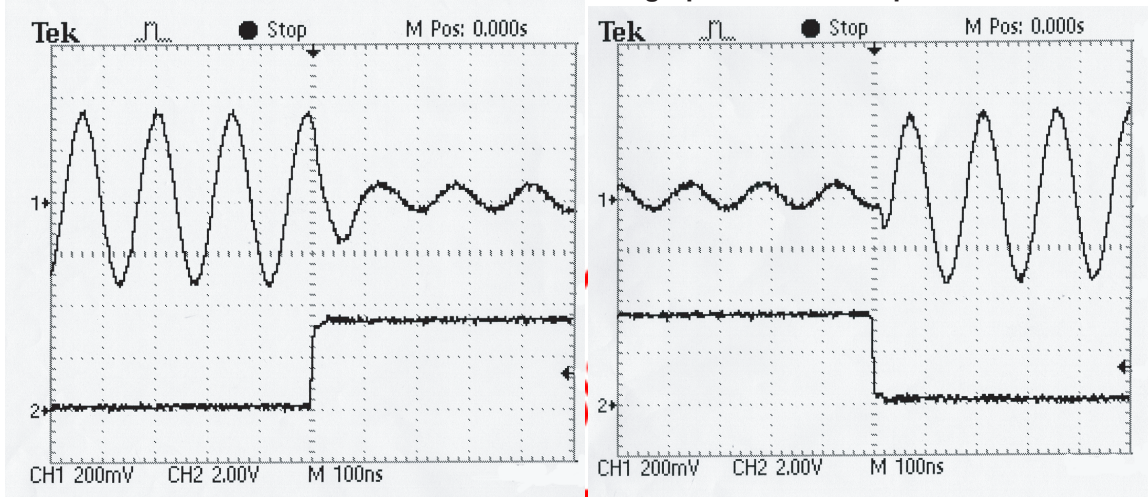 Tek Stop M Pos: 0.000s
1
2
CH1 200mV CH2 2.00V M 100ns
Tek Stop M Pos: 0.000s
1
2
CH1 200mV CH2 2.00V M 100ns